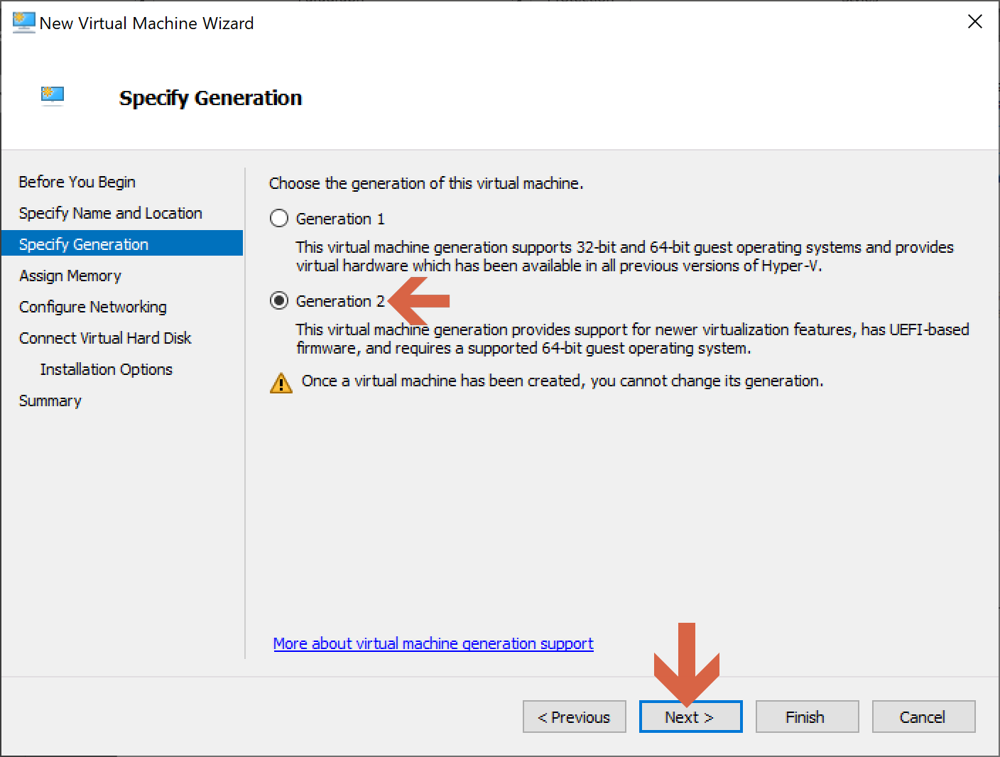 New Virtual Machine Wizard
Specify Generation
Before You Begin
Specify Name and Location
Specify Generation
Assign Memory
Configure Networking
Connect Virtual Hard Disk
Installation Options
Summary
Choose the generation of this virtual machine.
Generation 1
This virtual machine generation supports 32-bit and 64-bit guest operating systems and provides
virtual hardware which has been available in all previous versions of Hyper-V.
Generation 2
This virtual machine generation provides support for newer virtualization features, has UEFI-based
firmware, and requires a supported 64-bit guest operating system.
Once a virtual machine has been created, you cannot change its generation.
More about virtual machine generation support
< Previous
Next >
Finish
Cancel